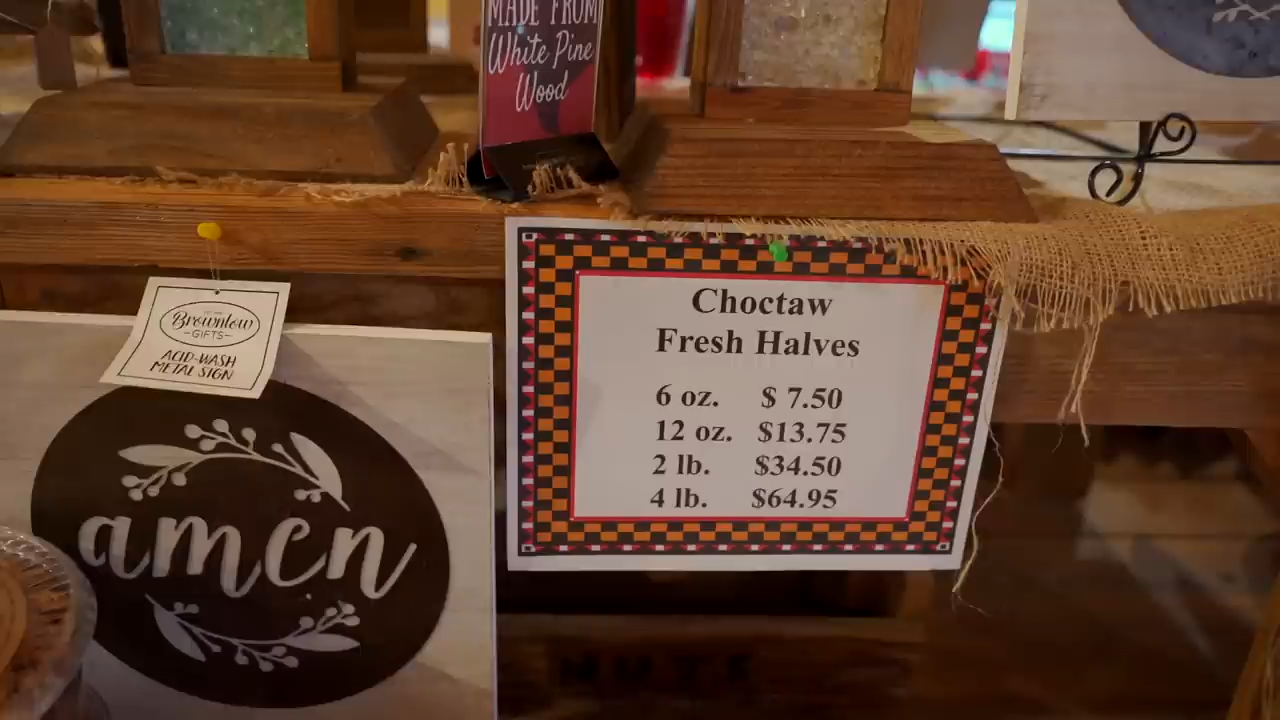 MADE FROM
White Pine
Wood
Brownlow
GIFTS
ACID-WASH
METAL SIGN
amen
Choctaw
Fresh Halves
6 oz. $ 7.50
12 oz. $13.75
2 lb. $34.50
4 lb. $64.95
NUTS